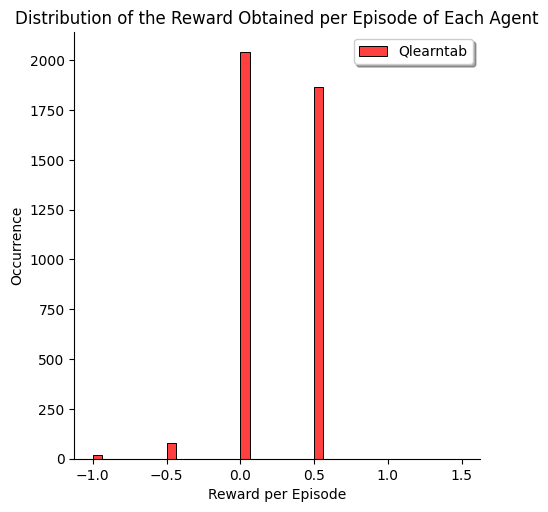 Distribution of the Reward Obtained per Episode of Each Agent
Qlearntab
2000
1750
1500
1250
1000
750
500
250
0
Occurrence
−1.0 −0.5 0.0 0.5 1.0 1.5
Reward per Episode